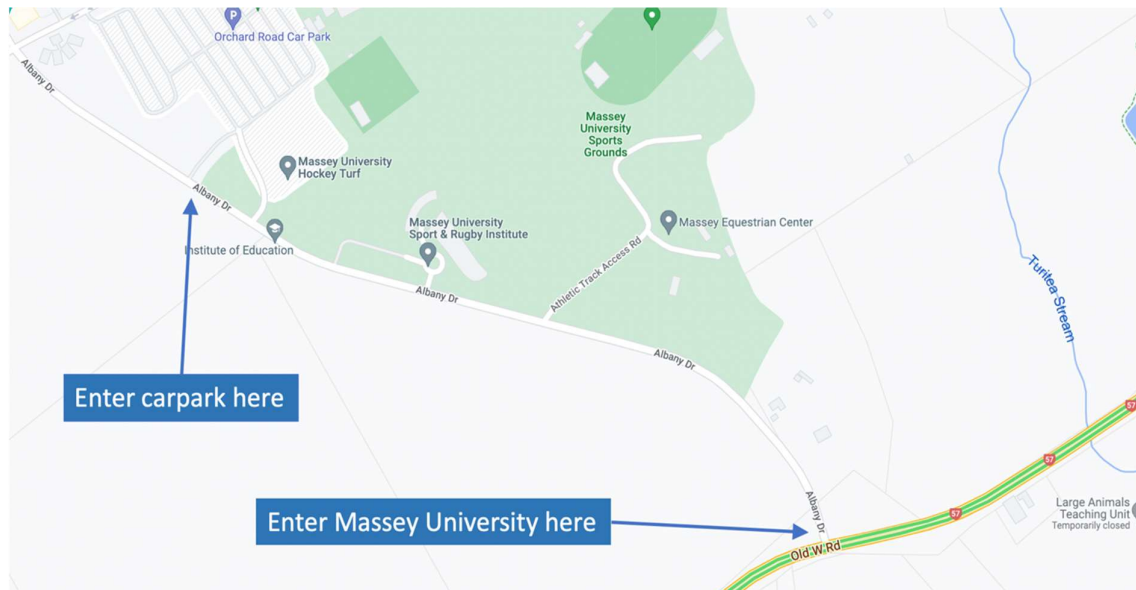 P
Orchard Road Car Park
Albany Dr
Massey
University
Sports
Grounds
Massey University
Hockey Turf
Albany Dr
Massey University
Sport & Rugby Institute
Massey Equestrian Center
Institute of Education
Athletic Track Access Rd
Turitea Stream
Albany Dr
Albany Dr
Enter carpark here
57
57
57
Albany Dr
Large Animals
Teaching Unit
Temporarily closed
Enter Massey University here
Old W Rd